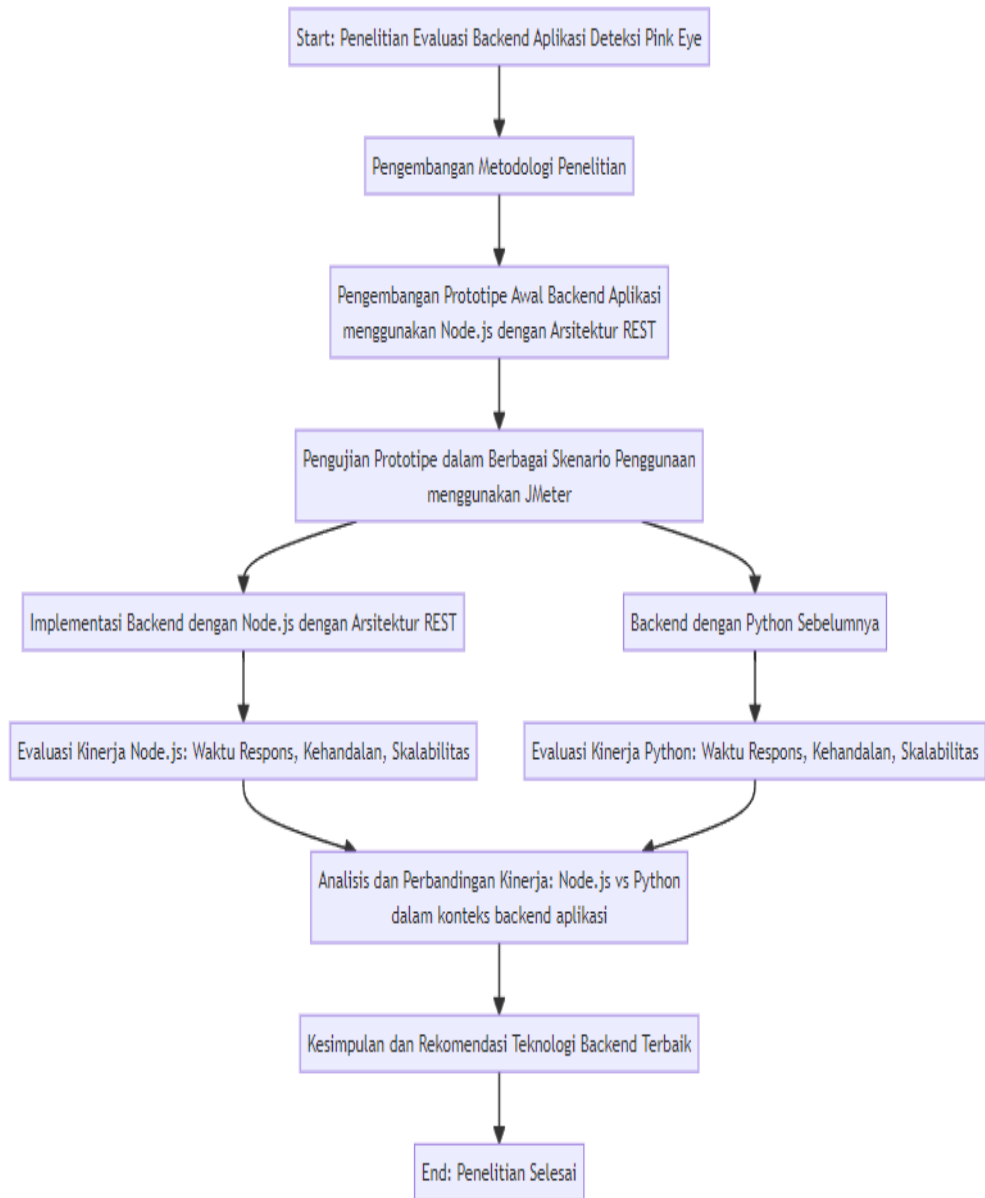 Start: Penelitian Evaluasi Backend Aplikasi Deteksi Pink Eye
Pengembangan Metodologi Penelitian
Pengembangan Prototipe Awal Backend Aplikasi
menggunakan Node.js dengan Arsitektur REST
Pengujian Prototipe dalam Berbagai Skenario Penggunaan
menggunakan JMeter
Implementasi Backend dengan Node.js dengan Arsitektur REST
Backend dengan Python Sebelumnya
Evaluasi Kinerja Node.js: Waktu Respons, Kehandalan, Skalabilitas
Evaluasi Kinerja Python: Waktu Respons, Kehandalan, Skalabilitas
Analisis dan Perbandingan Kinerja: Node.js vs Python
dalam konteks backend aplikasi
Kesimpulan dan Rekomendasi Teknologi Backend Terbaik
End: Penelitian Selesai